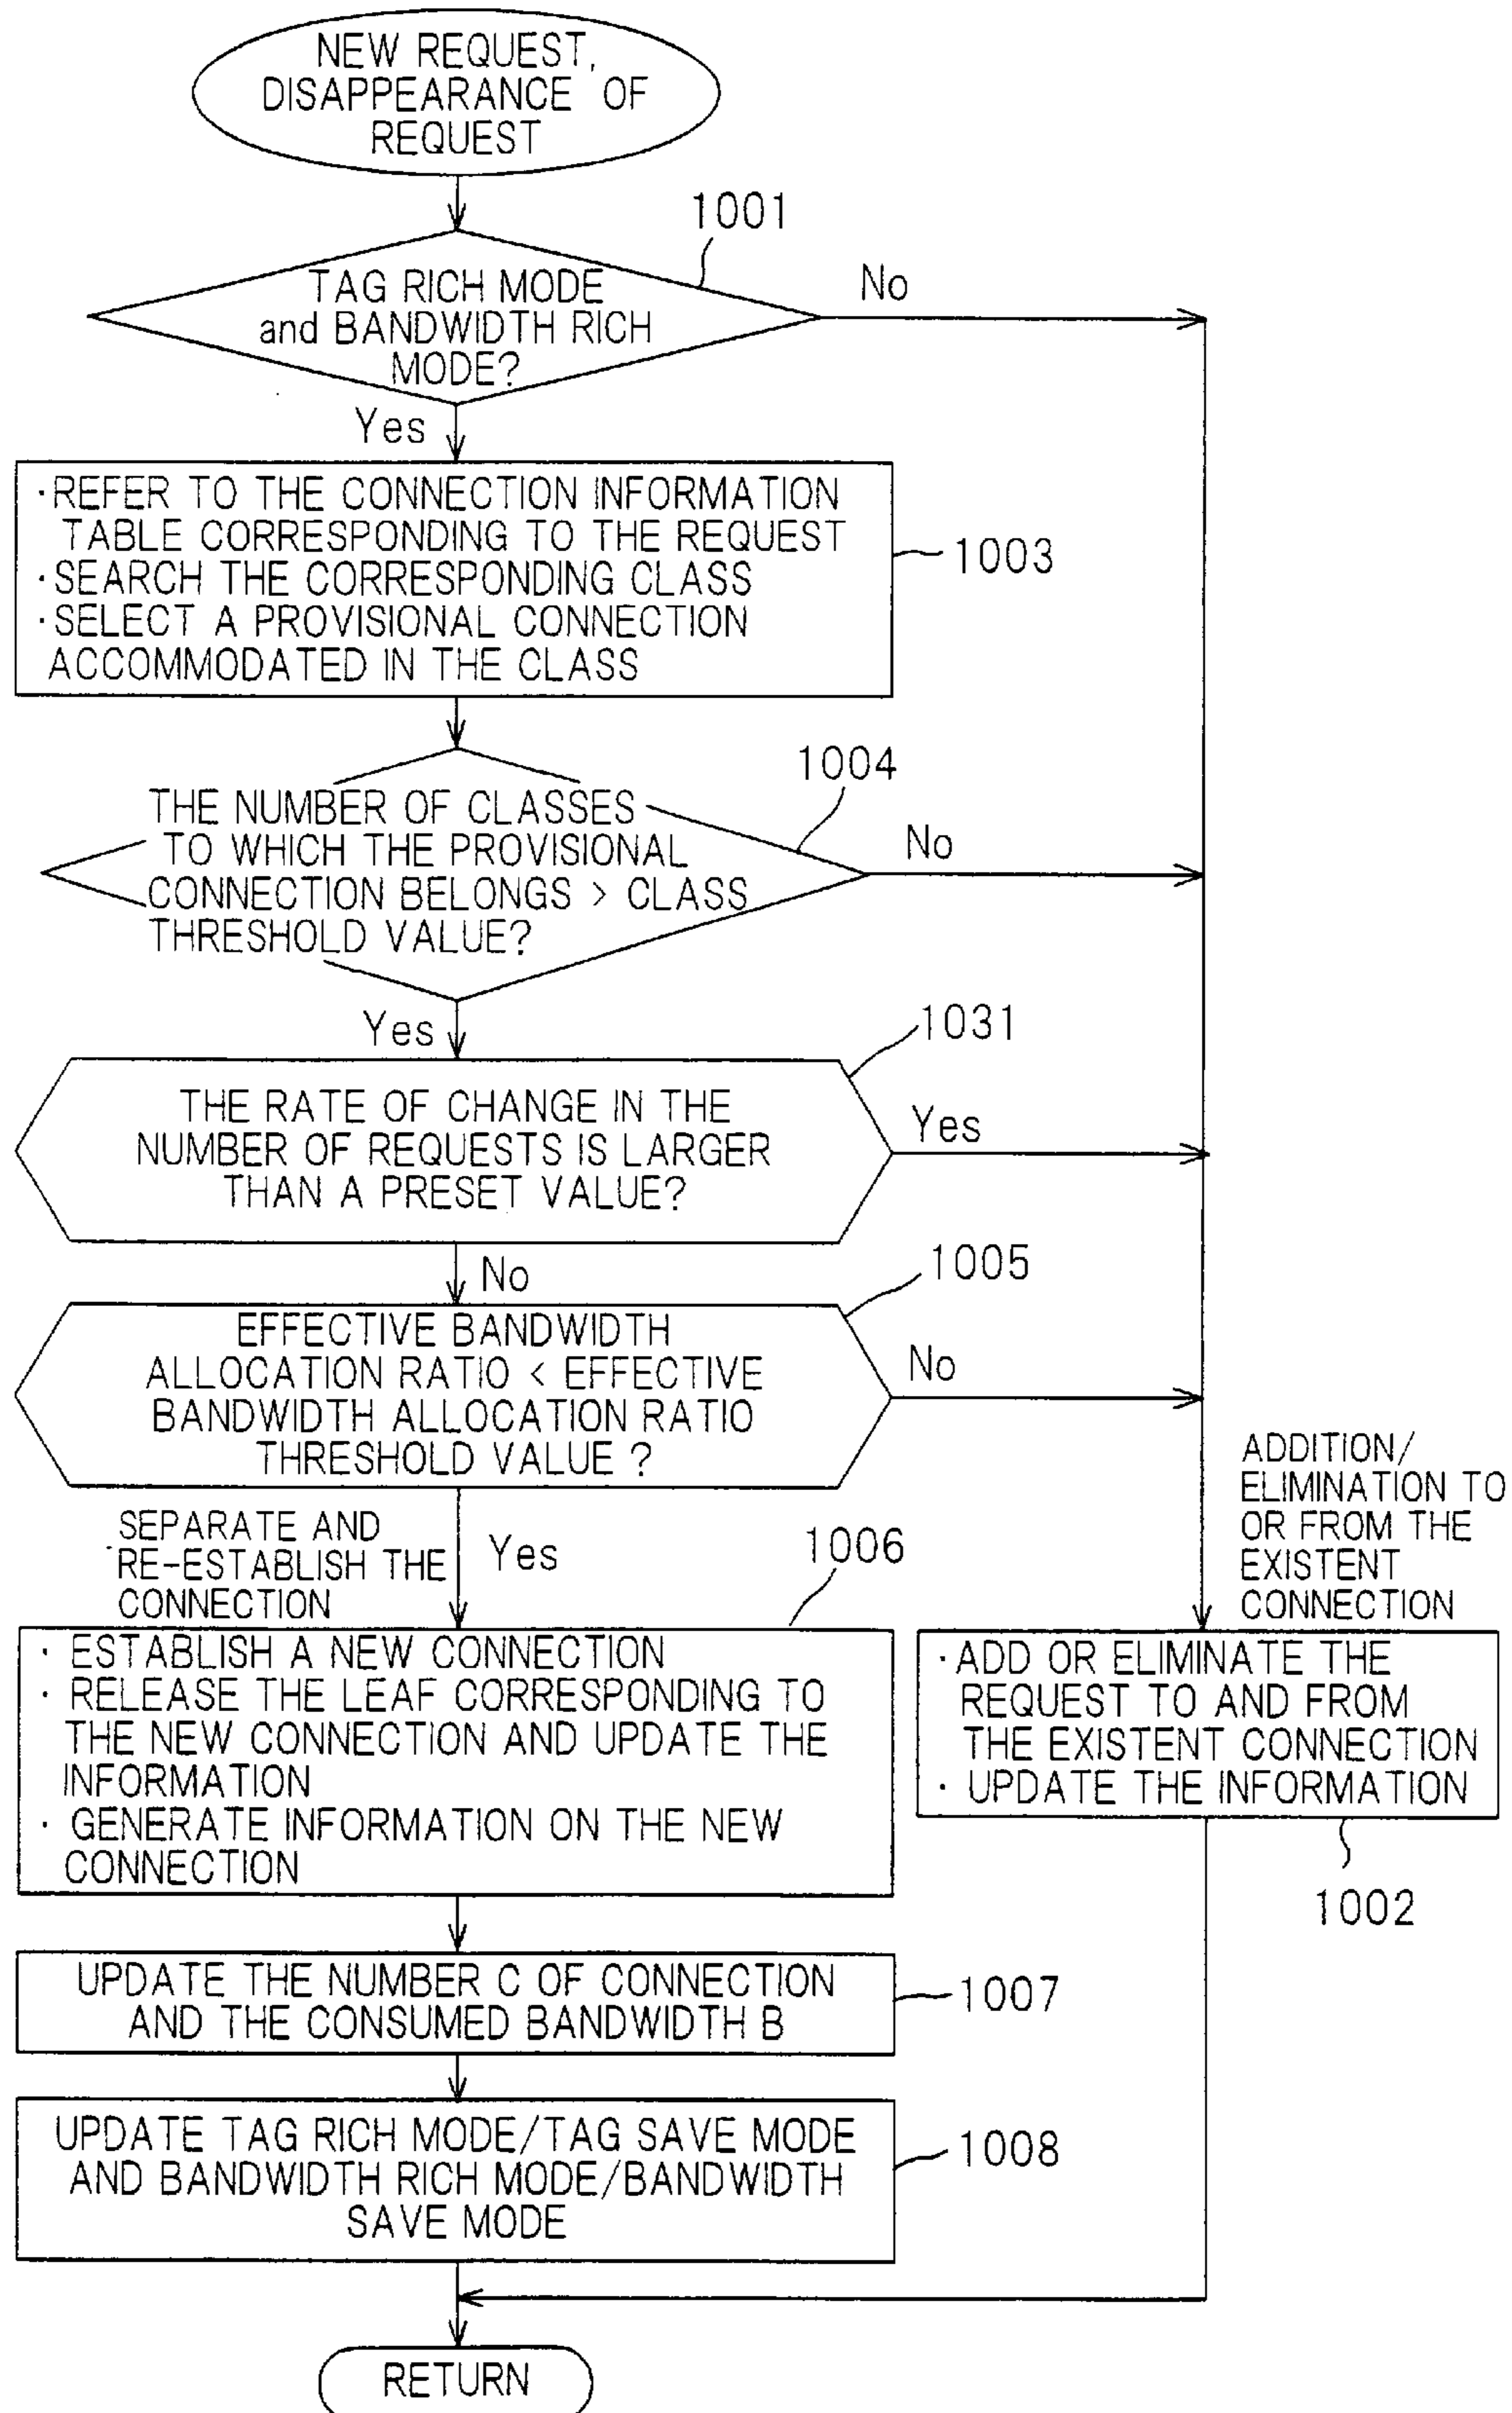 NEW REQUEST,
DISAPPEARANCE OF
REQUEST
1001
TAG RICH MODE
and BANDWIDTH RICH
MODE?
No
Yes
·REFER TO THE CONNECTION INFORMATION
TABLE CORRESPONDING TO THE REQUEST
·SEARCH THE CORRESPONDING CLASS
·SELECT A PROVISIONAL CONNECTION
ACCOMMODATED IN THE CLASS
1003
1004
THE NUMBER OF CLASSES
TO WHICH THE PROVISIONAL
CONNECTION BELONGS > CLASS
THRESHOLD VALUE?
No
Yes
1031
THE RATE OF CHANGE IN THE
NUMBER OF REQUESTS IS LARGER
THAN A PRESET VALUE?
Yes
No
1005
EFFECTIVE BANDWIDTH
ALLOCATION RATIO < EFFECTIVE
BANDWIDTH ALLOCATION RATIO
THRESHOLD VALUE ?
No
ADDITION/
ELIMINATION TO
OR FROM THE
EXISTENT
CONNECTION
SEPARATE AND
RE-ESTABLISH THE
CONNECTION
Yes
1006
· ESTABLISH A NEW CONNECTION
· RELEASE THE LEAF CORRESPONDING TO
THE NEW CONNECTION AND UPDATE THE
INFORMATION
· GENERATE INFORMATION ON THE NEW
CONNECTION
·ADD OR ELIMINATE THE
REQUEST TO AND FROM
THE EXISTENT CONNECTION
· UPDATE THE INFORMATION
1002
UPDATE THE NUMBER C OF CONNECTION
AND THE CONSUMED BANDWIDTH B
1007
UPDATE TAG RICH MODE/TAG SAVE MODE
AND BANDWIDTH RICH MODE/BANDWIDTH
SAVE MODE
1008
RETURN